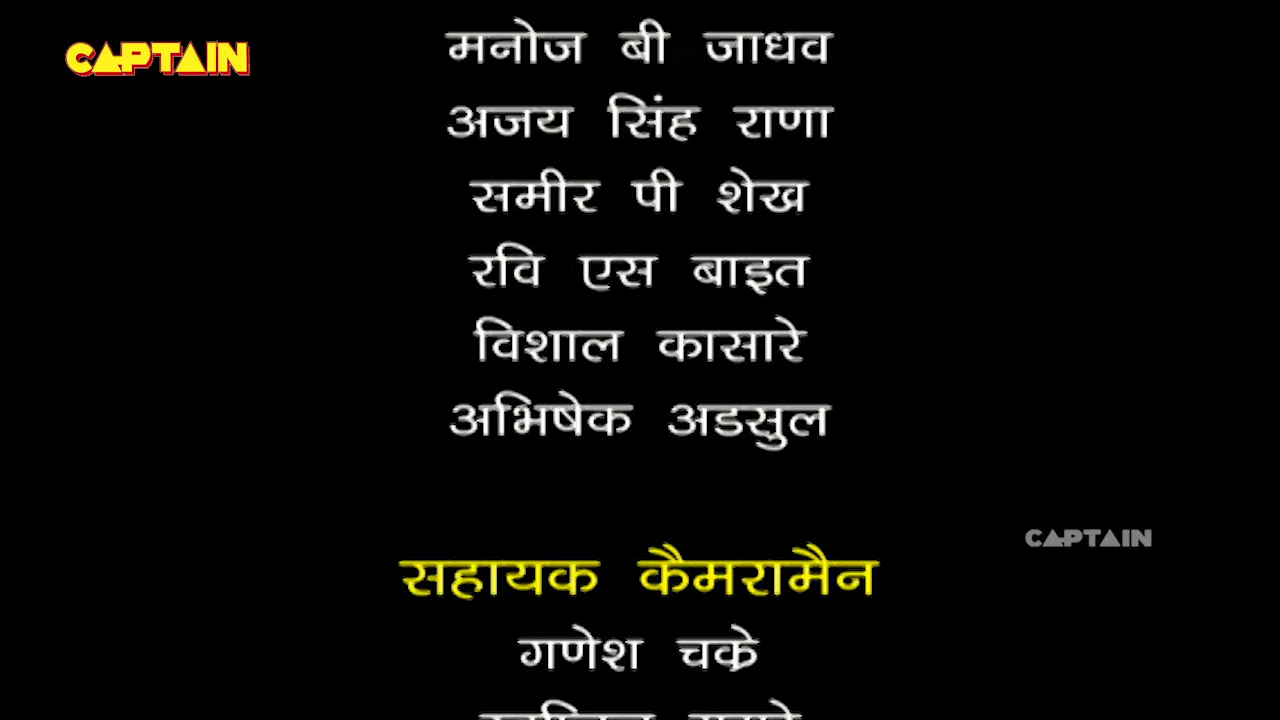 CAPTAIN
मनोज बी जाधव
अजय सिंह राणा
समीर पी शेख
रवि एस बाइत
विशाल कासारे
अभिषेक अडसुल
CAPTAIN
सहायक कैमरामैन
गणेश चक्रे